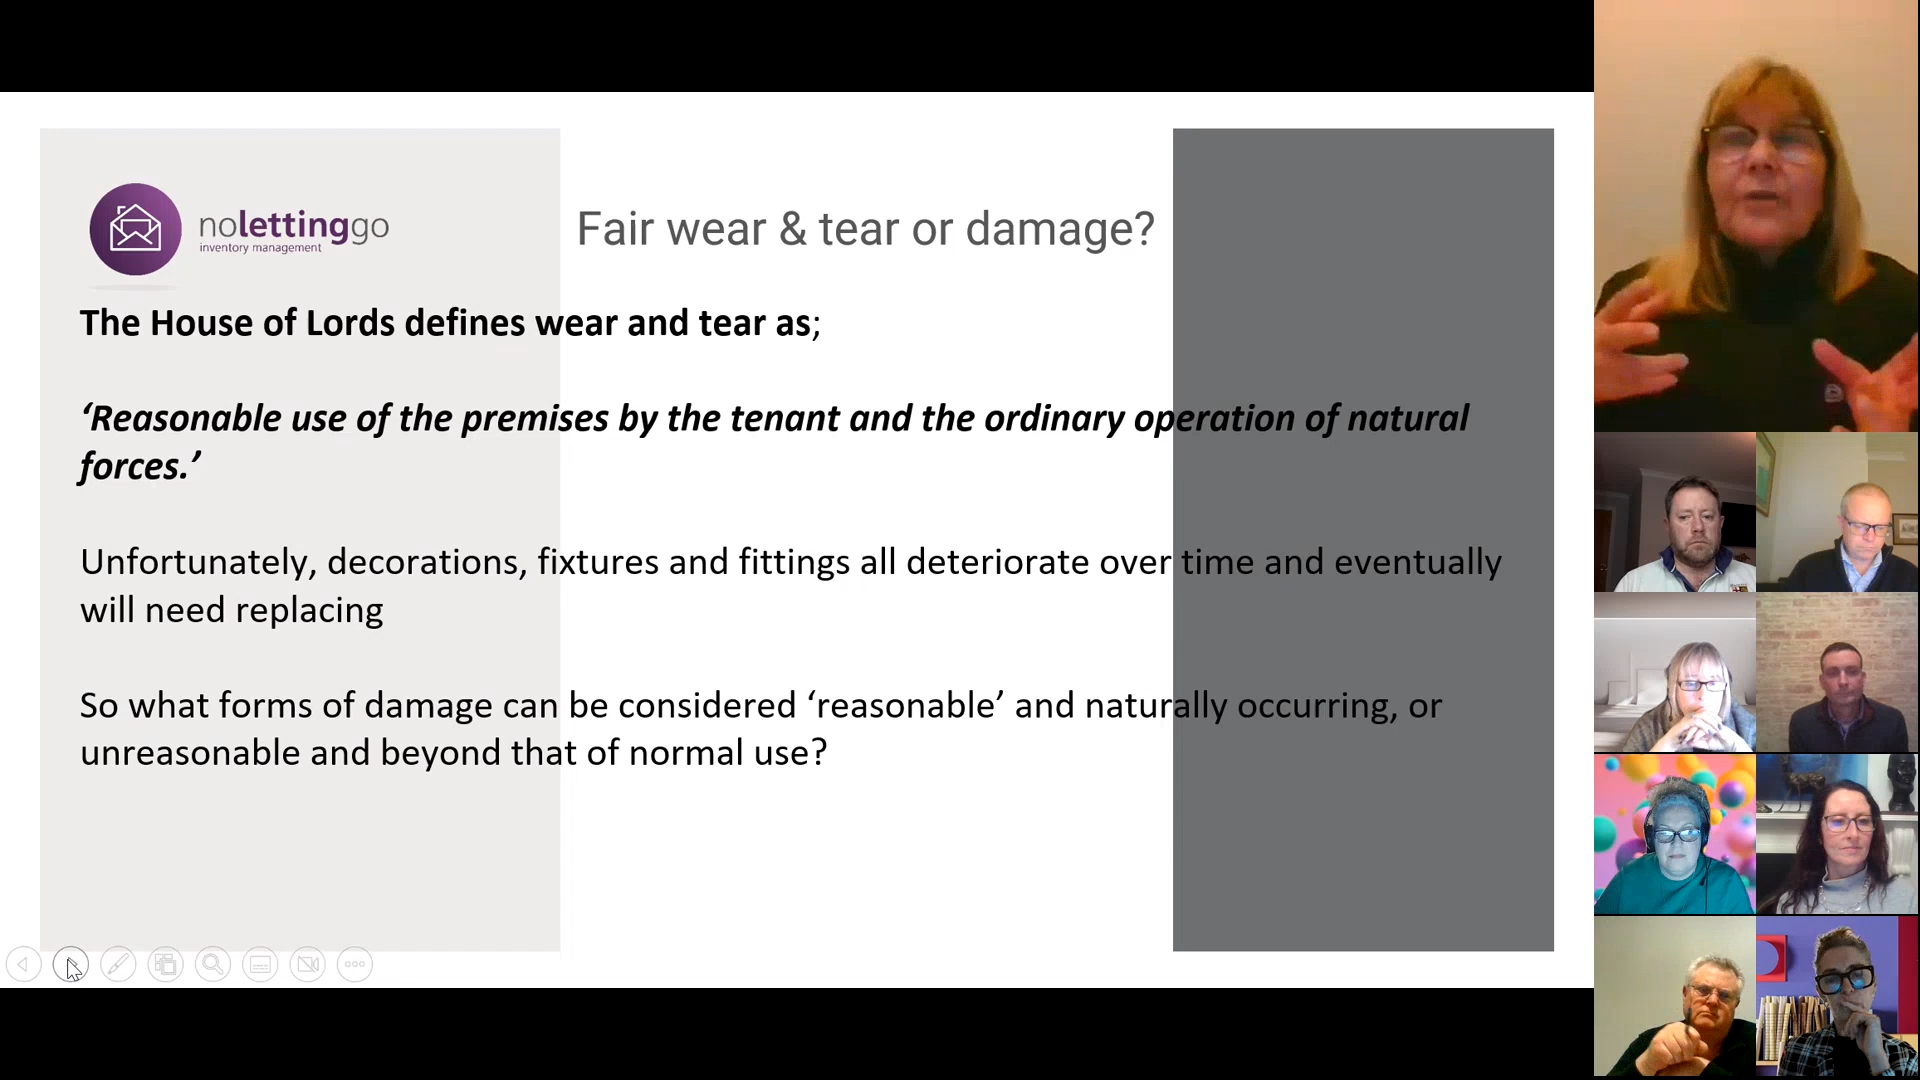 nolettinggo
inventory management
Fair wear & tear or damage?
The House of Lords defines wear and tear as;
‘Reasonable use of the premises by the tenant and the ordinary operation of natural
forces.’
Unfortunately, decorations, fixtures and fittings all deteriorate over time and eventually
will need replacing
So what forms of damage can be considered ‘reasonable’ and naturally occurring, or
unreasonable and beyond that of normal use?